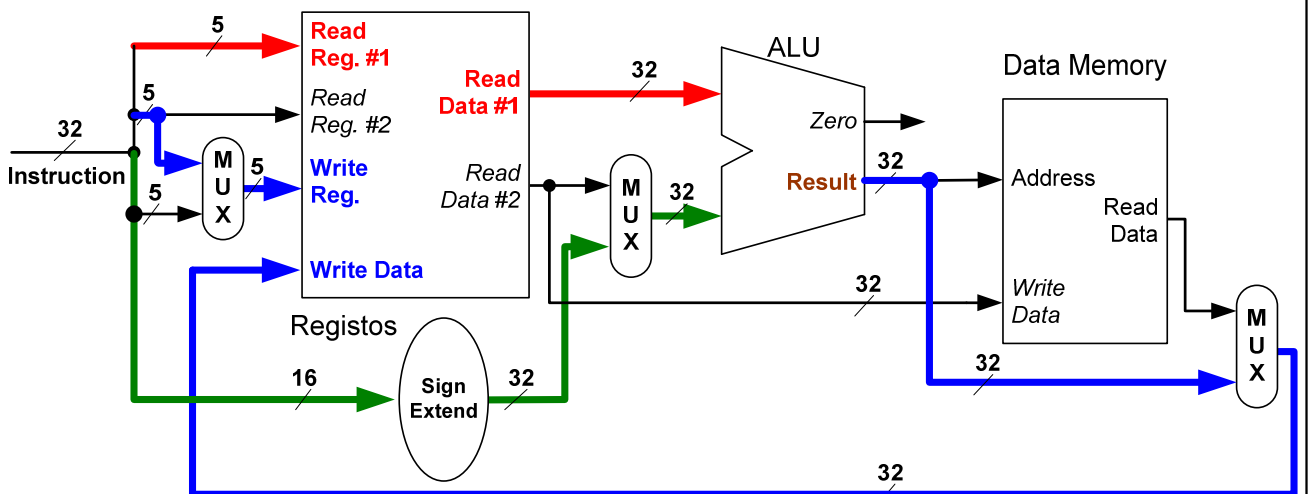 5
Read
Reg. #1
5
Read
Reg. #2
32
Instruction
M
U
X
5
5
Write
Reg.
Write Data
Read
Data #1
Read
Data #2
Registos
16
Sign
Extend
32
32
M
U
X
32
ALU
Zero
Result
32
32
Data Memory
Address
Read
Data
Write
Data
32
M
U
X
32